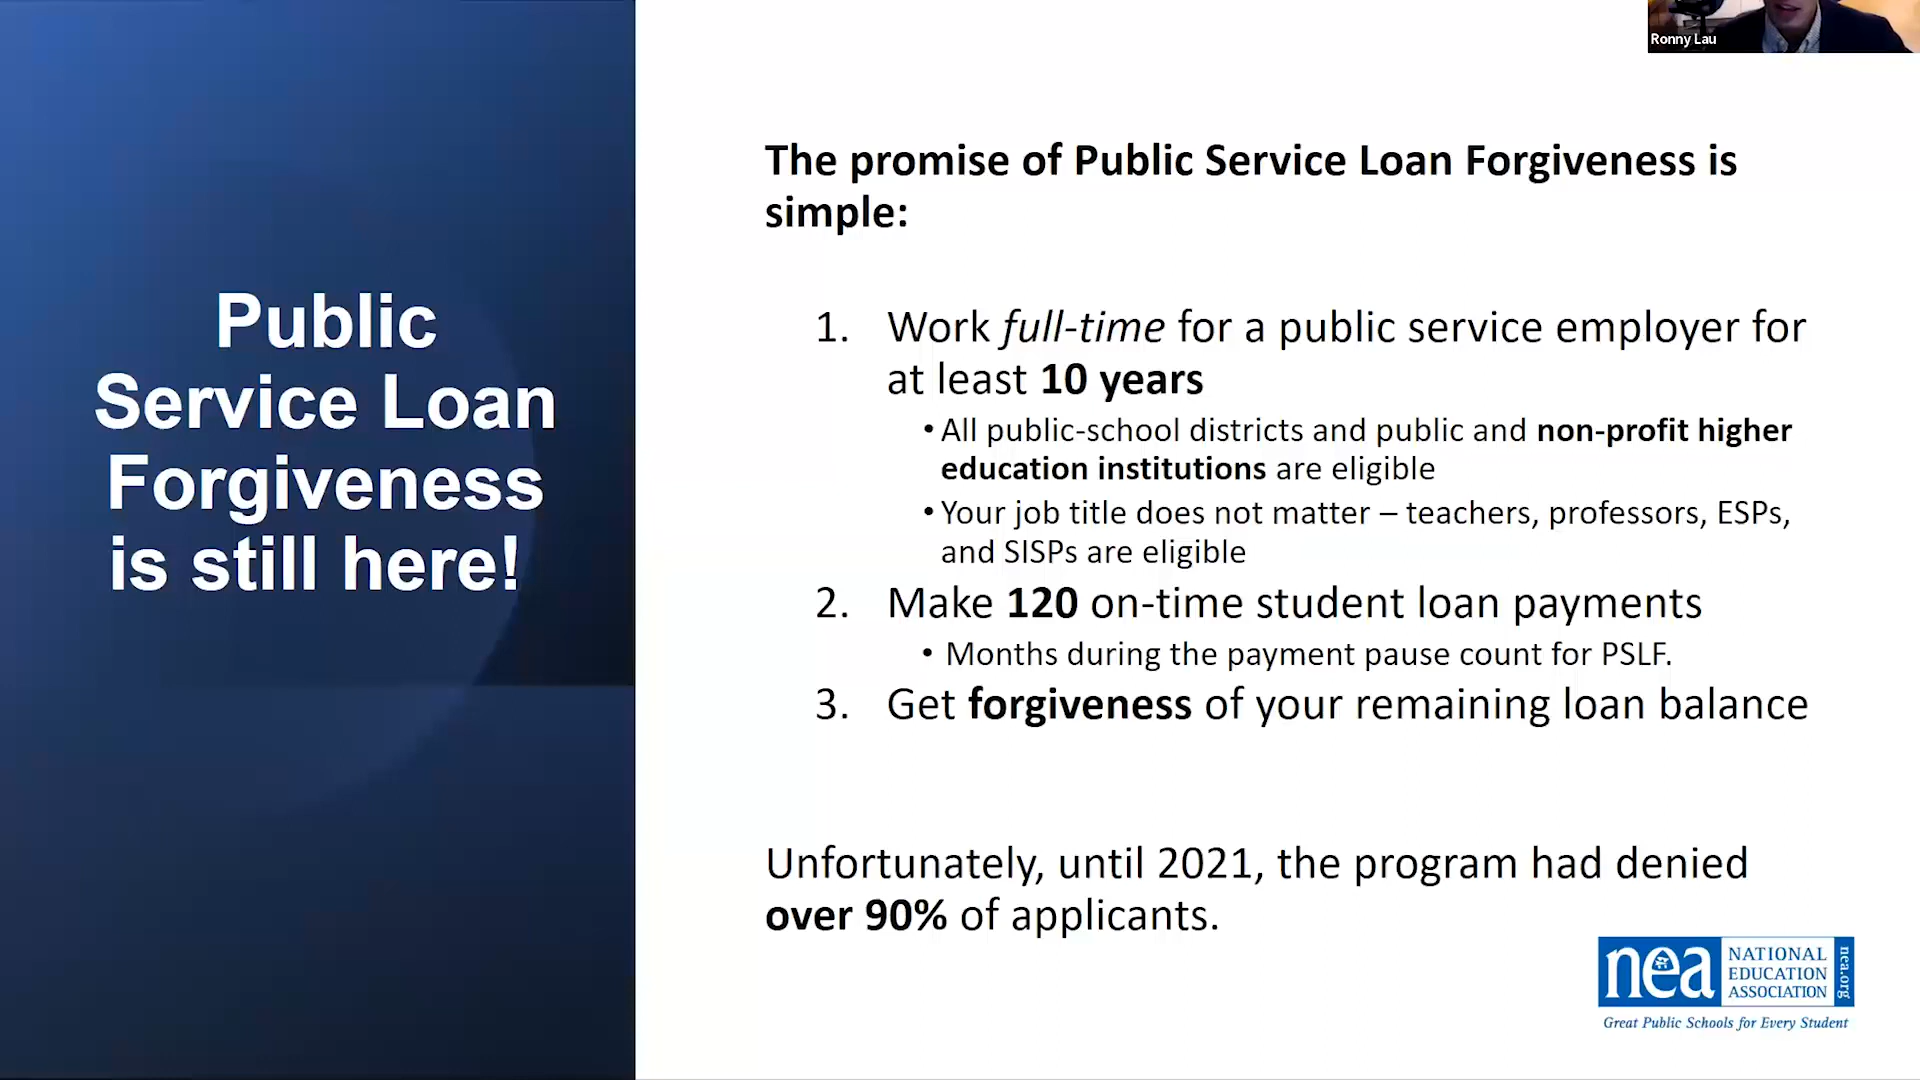 Ronny Lau
Public
Service Loan
Forgiveness
is still here!
The promise of Public Service Loan Forgiveness is
simple:
1. Work full-time for a public service employer for
at least 10 years
• All public-school districts and public and non-profit higher
education institutions are eligible
• Your job title does not matter – teachers, professors, ESPs,
and SISPs are eligible
2. Make 120 on-time student loan payments
• Months during the payment pause count for PSLF.
3. Get forgiveness of your remaining loan balance
Unfortunately, until 2021, the program had denied
over 90% of applicants.
nea
NATIONAL
EDUCATION
ASSOCIATION
nea.org
Great Public Schools for Every Student